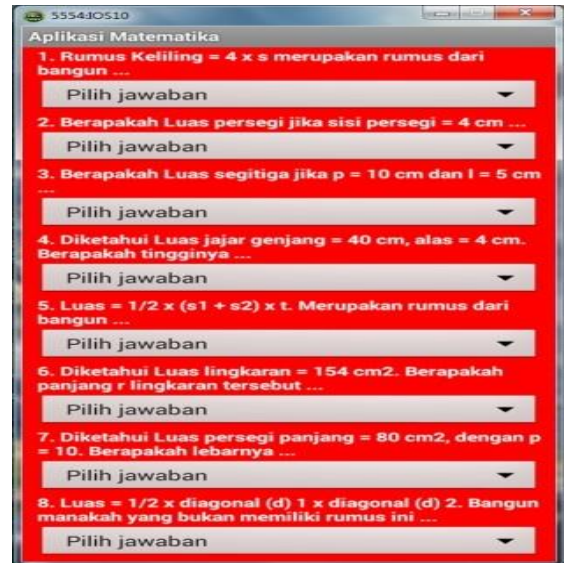 5554:IOS10
Aplikasi Matematika
1. Rumus Keliling = 4 x s merupakan rumus dari
bangun ...
Pilih jawaban
2. Berapakah Luas persegi jika sisi persegi = 4 cm ...
Pilih jawaban
3. Berapakah Luas segitiga jika p = 10 cm dan l = 5 cm
...
Pilih jawaban
4. Diketahui Luas jajar genjang = 40 cm, alas = 4 cm.
Berapakah tingginya ...
Pilih jawaban
5. Luas = 1/2 x (s1 + s2) x t. Merupakan rumus dari
bangun ...
Pilih jawaban
6. Diketahui Luas lingkaran = 154 cm2. Berapakah
panjang r lingkaran tersebut ...
Pilih jawaban
7. Diketahui Luas persegi panjang = 80 cm2, dengan p
= 10. Berapakah lebarnya ...
Pilih jawaban
8. Luas = 1/2 x diagonal (d) 1 x diagonal (d) 2. Bangun
manakah yang bukan memiliki rumus ini ...
Pilih jawaban